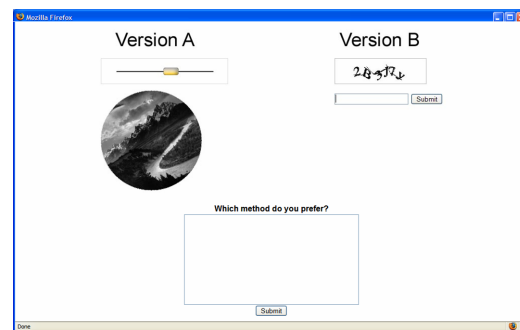 Mozilla Firefox
Version A
Version B
Submit
Which method do you prefer?
Submit
Done